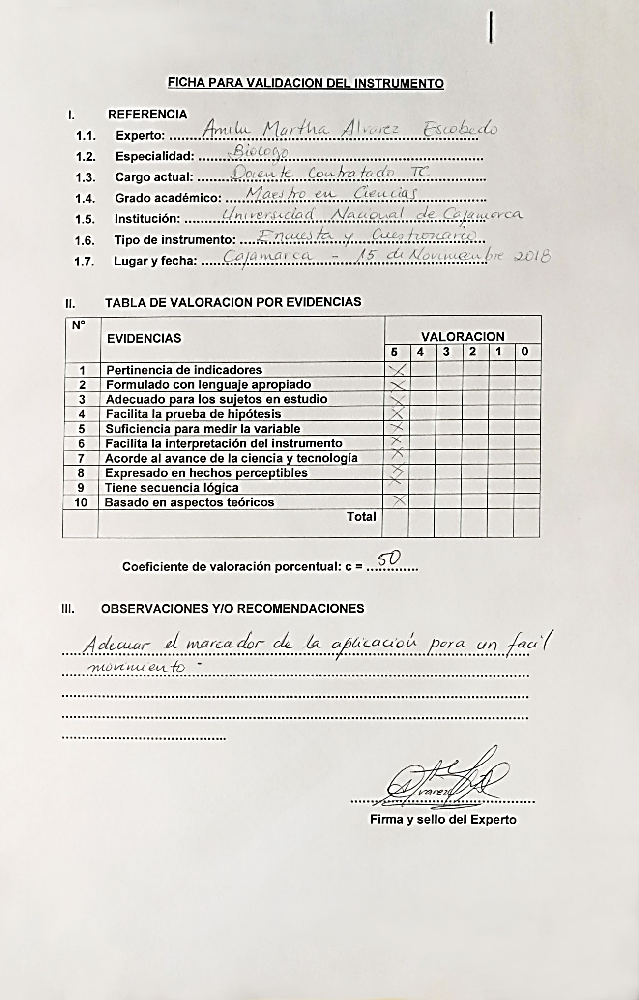 FICHA PARA VALIDACION DEL INSTRUMENTO
I. REFERENCIA
1.1. Experto: Amilu Martha Alvarez Escobedo
1.2. Especialidad: Biologo
1.3. Cargo actual: Docente Contratado TC
1.4. Grado académico: Maestro en Ciencias
1.5. Institución: Universidad Nacional de Cajamarca
1.6. Tipo de instrumento: Encuesta y Cuestionario
1.7. Lugar y fecha: Cajamarca - 15 de 2018
II. TABLA DE VALORACION POR EVIDENCIAS
N° EVIDENCIAS VALORACION
5 4 3 2 1 0
1 Pertinencia de indicadores X
2 Formulado con lenguaje apropiado X
3 Adecuado para los sujetos en estudio X
4 Facilita la prueba de hipótesis X
5 Suficiencia para medir la variable X
6 Facilita la interpretación del instrumento X
7 Acorde al avance de la ciencia y tecnología X
8 Expresado en hechos perceptibles X
9 Tiene secuencia lógica X
10 Basado en aspectos teóricos X
Total
Coeficiente de valoración porcentual: c = 50
III. OBSERVACIONES Y/O RECOMENDACIONES
Adecuar el marcador de la aplicación para un facil
movimiento -
Alvarez
Firma y sello del Experto